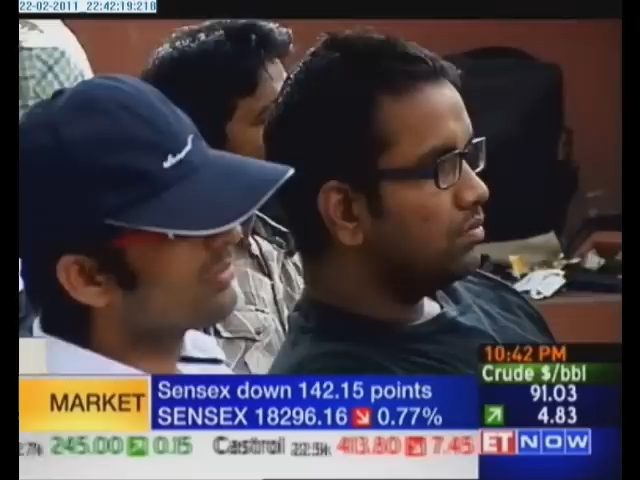 22-02-2011 22:42:19:218
10:42 PM
Crude $/bbl
91.03
4.83
MARKET
Sensex down 142.15 points
SENSEX 18296.16 0.77%
245.00 0.15 Castrol 22.5K 413.80 7.45
ET NOW